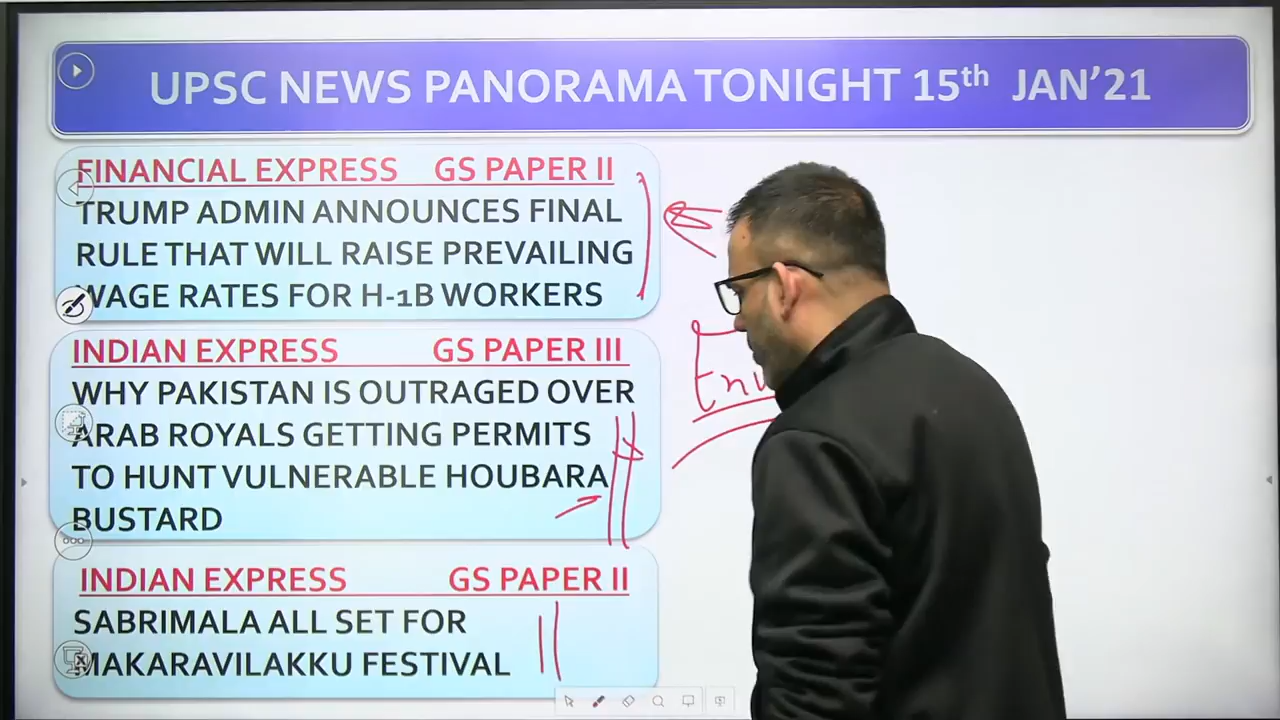 UPSC NEWS PANORAMA TONIGHT 15th JAN'21
FINANCIAL EXPRESS GS PAPER II
TRUMP ADMIN ANNOUNCES FINAL
RULE THAT WILL RAISE PREVAILING
WAGE RATES FOR H-1B WORKERS
INDIAN EXPRESS GS PAPER III
WHY PAKISTAN IS OUTRAGED OVER
ARAB ROYALS GETTING PERMITS
TO HUNT VULNERABLE HOUBARA
BUSTARD
INDIAN EXPRESS GS PAPER II
SABRIMALA ALL SET FOR
MAKARAVILAKKU FESTIVAL